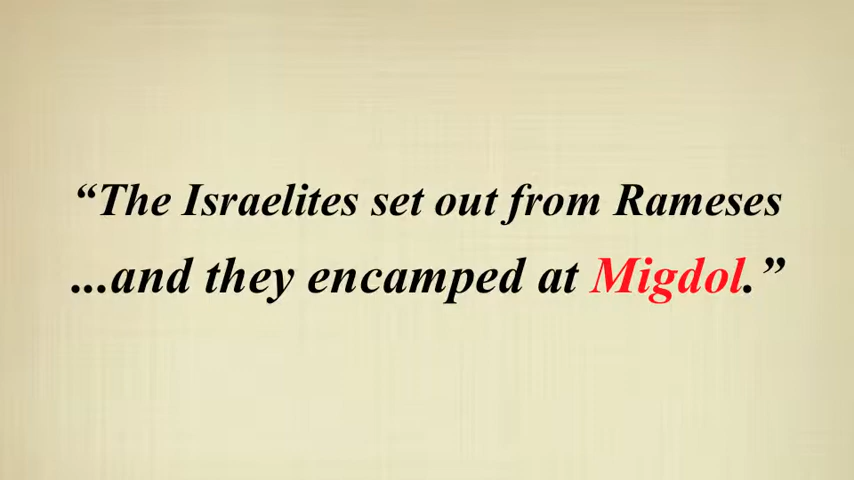 “The Israelites set out from Rameses
...and they encamped at Migdol.”